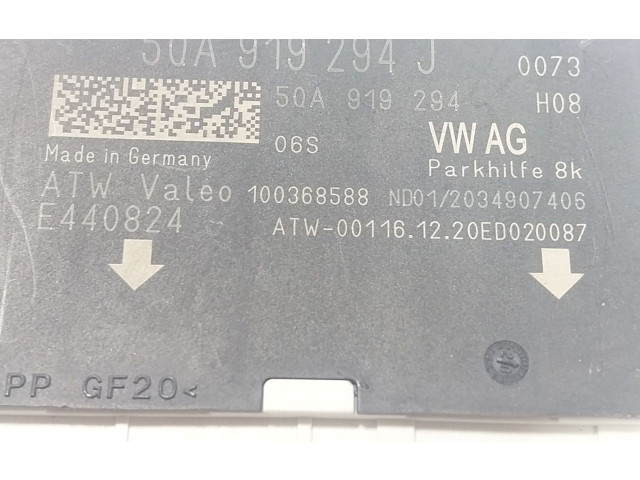 5QA 919 294 J
0073
5QA 919 294 H08
06S VW AG
Made in Germany Parkhilfe 8k
ATW Valeo 100368588 ND01/2034907406
E440824 ATW-00116.12.20ED020087
PP GF20<